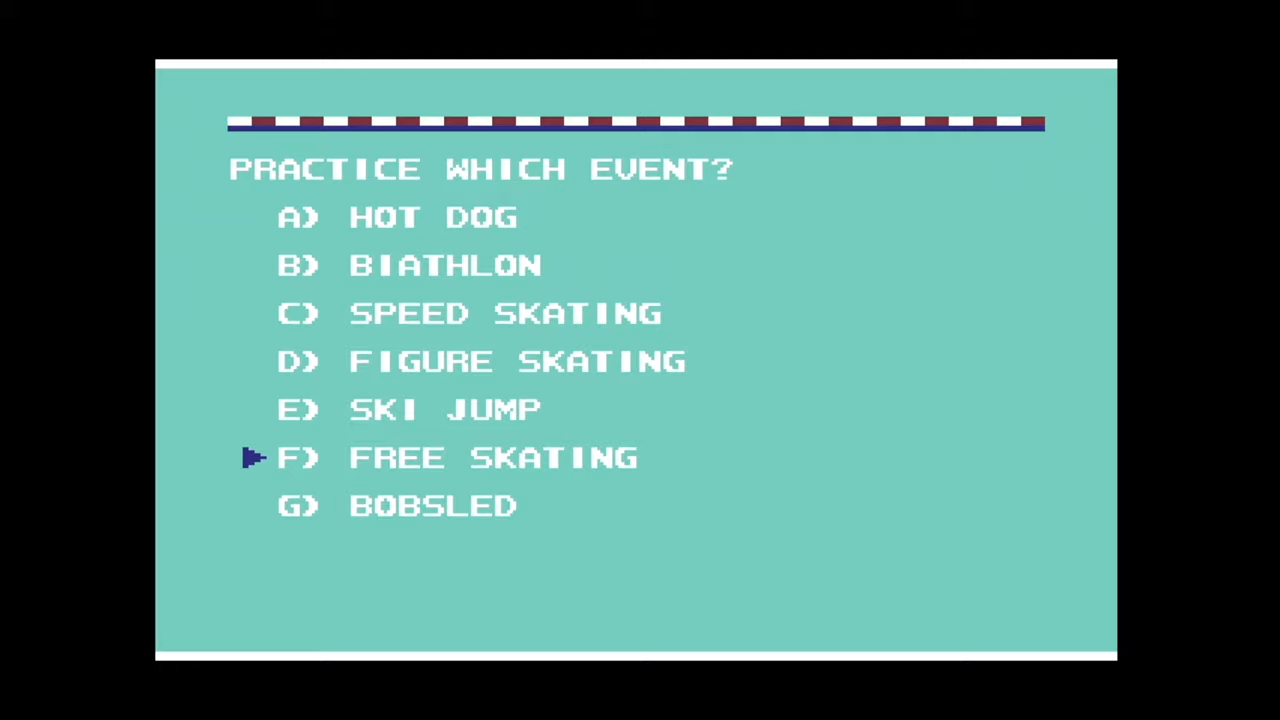 PRACTICE WHICH EVENT?
A) HOT DOG
B) BIATHLON
C) SPEED SKATING
D) FIGURE SKATING
E) SKI JUMP
F) FREE SKATING
G) BOBSLED